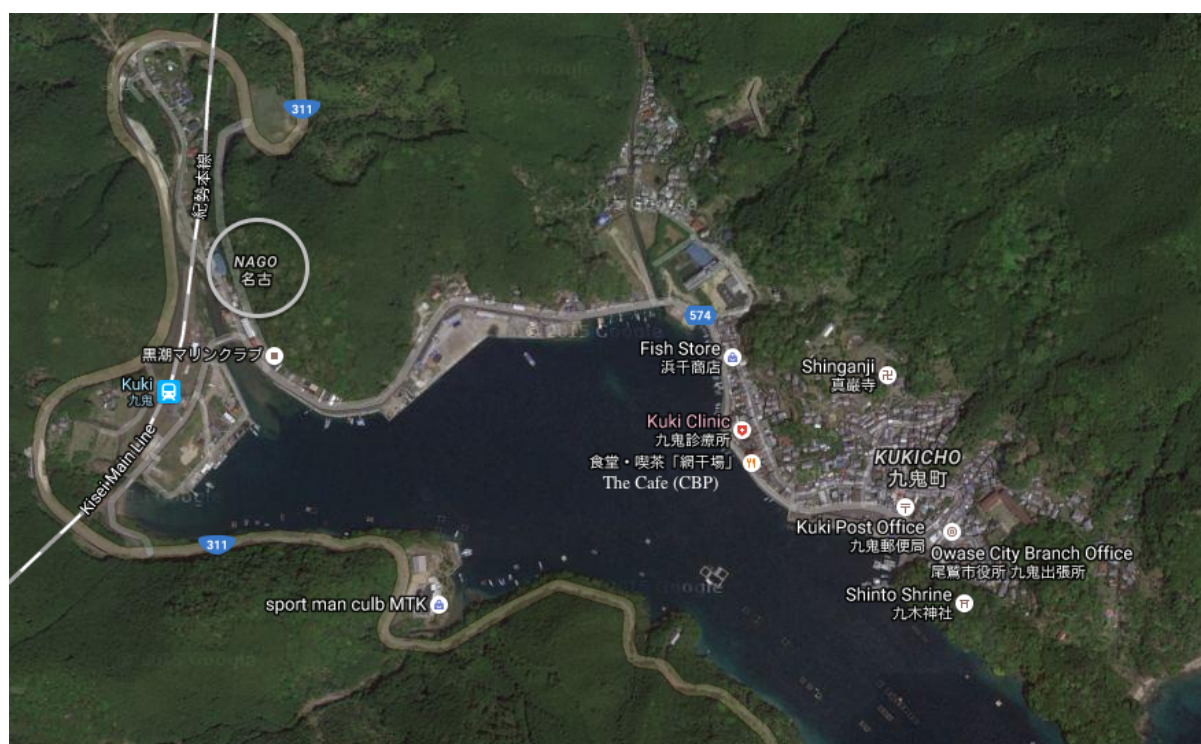 311
紀勢本線
NAGO
名古
574
Fish Store
浜干商店
黒潮マリンクラブ
Shinganji
真巌寺
Kuki
九鬼
Kuki Clinic
九鬼診療所
食堂・喫茶「網干場」
The Cafe (CBP)
KUKICHO
九鬼町
Kisei Main Line
Kuki Post Office
九鬼郵便局
311
Owase City Branch Office
尾鷲市役所 九鬼出張所
sport man culb MTK
Shinto Shrine
九木神社